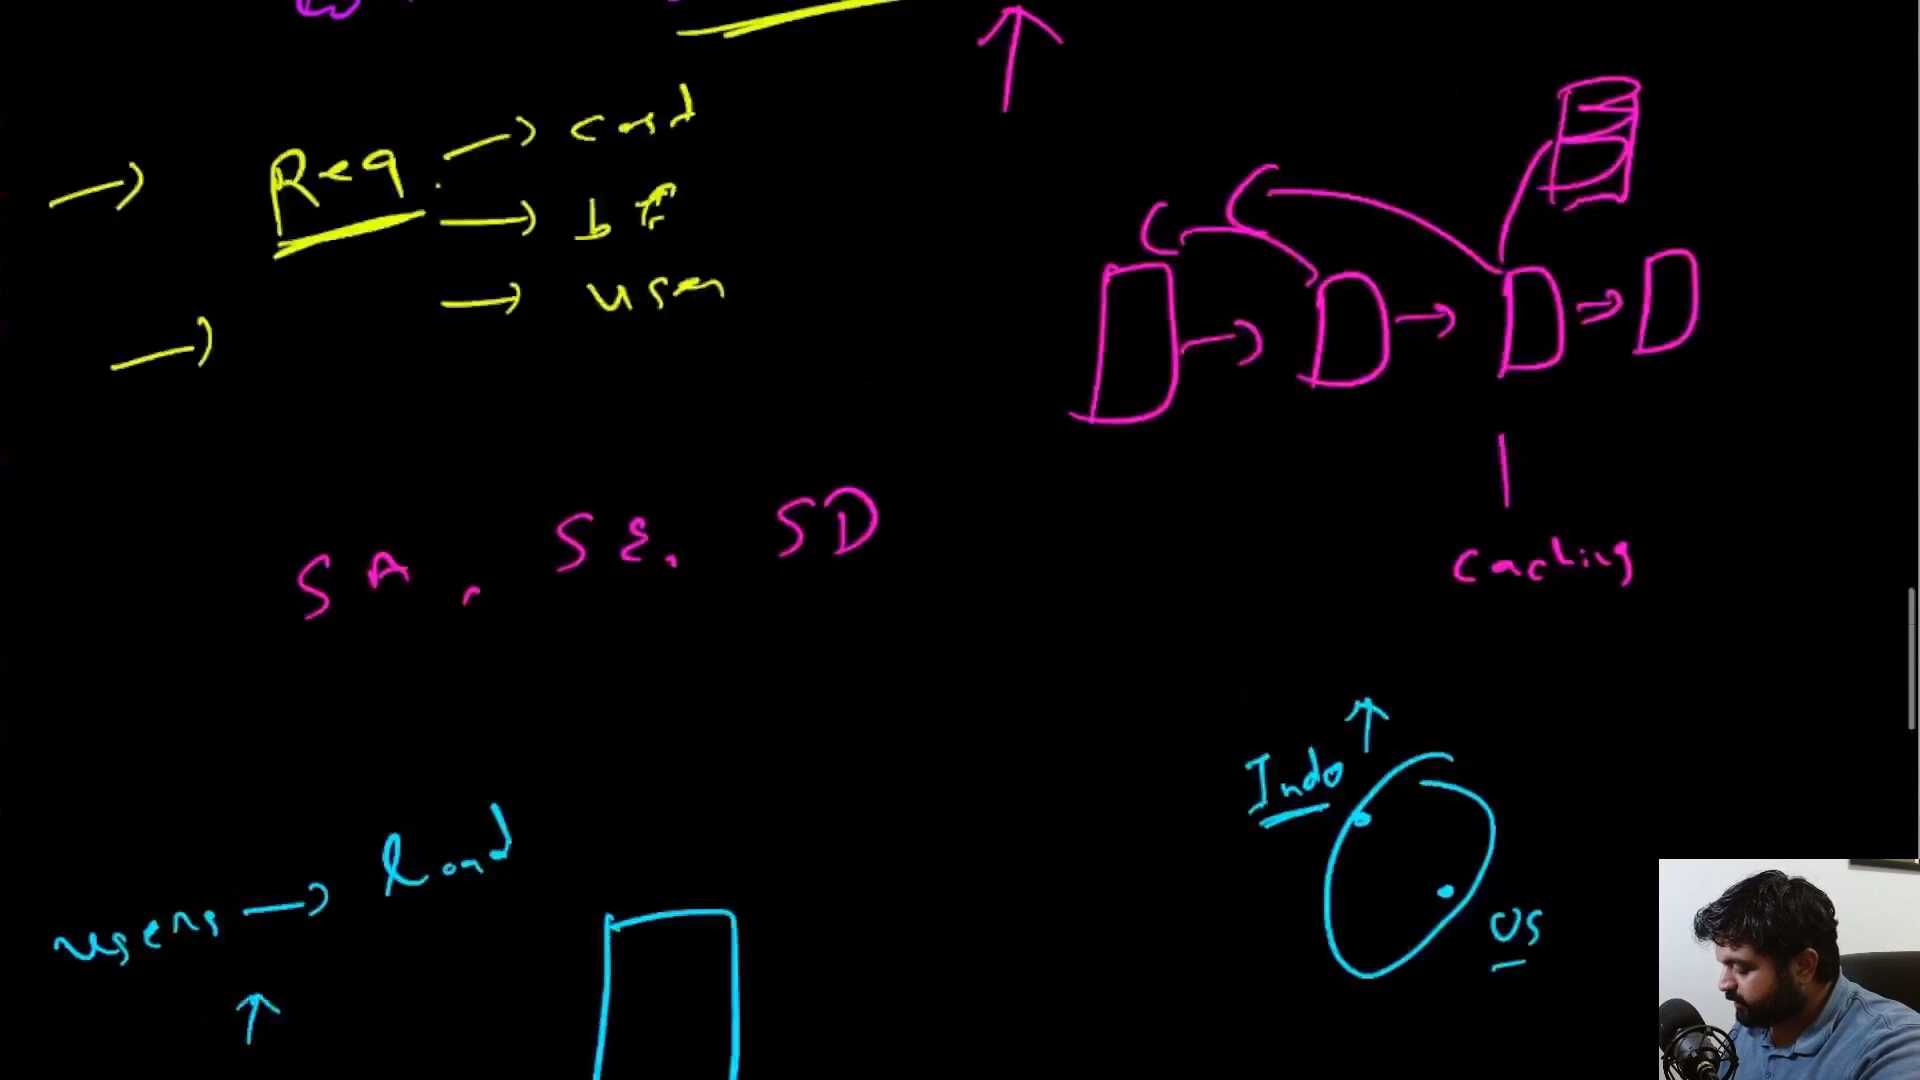 Req
card
user
C C
SA, SE, SD
Caching
Indo
US
users → load